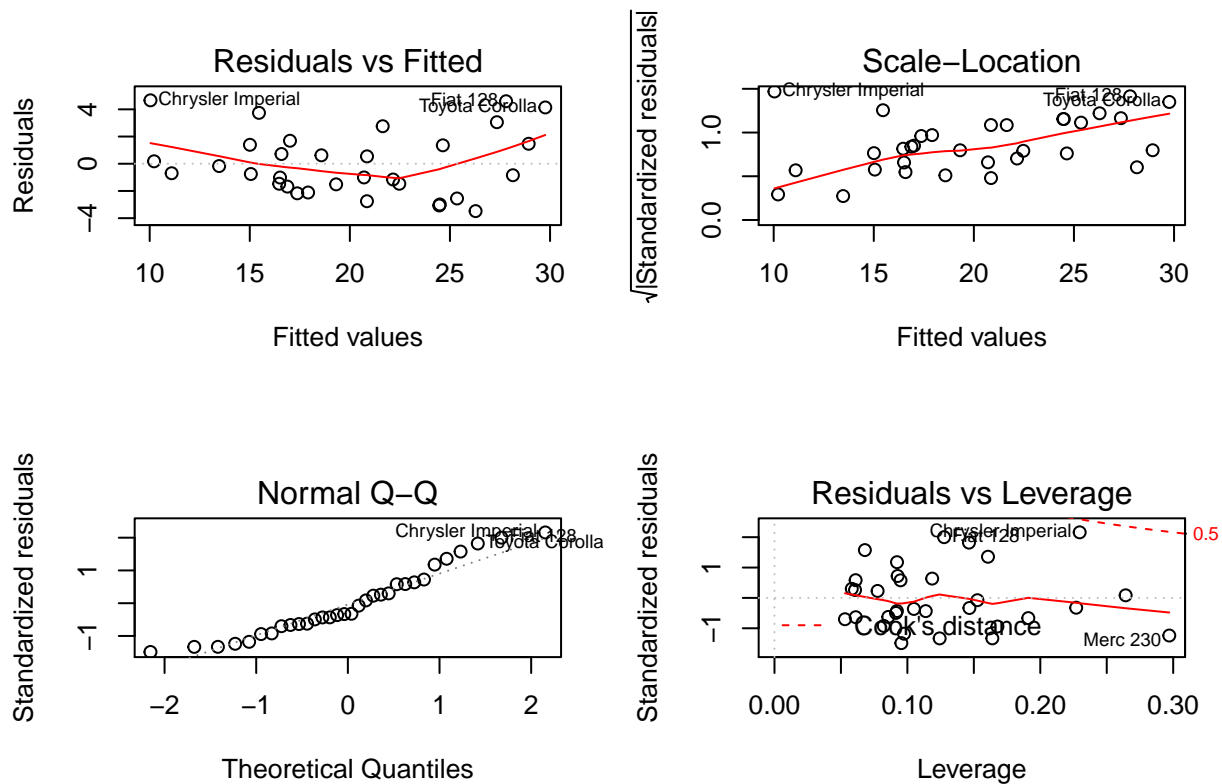 Residuals vs Fitted
Residuals
4
0
−4
Chrysler Imperial
Fiat 128
Toyota Corolla
10 15 20 25 30
Fitted values
Scale−Location
√|Standardized residuals|
1.0
0.0
Chrysler Imperial
Fiat 128
Toyota Corolla
10 15 20 25 30
Fitted values
Normal Q−Q
Standardized residuals
1
−1
Chrysler Imperial
Fiat 128
Toyota Corolla
−2 −1 0 1 2
Theoretical Quantiles
Residuals vs Leverage
Standardized residuals
1
−1
Chrysler Imperial
Fiat 128
0.5
Cook's distance
Merc 230
0.00 0.10 0.20 0.30
Leverage